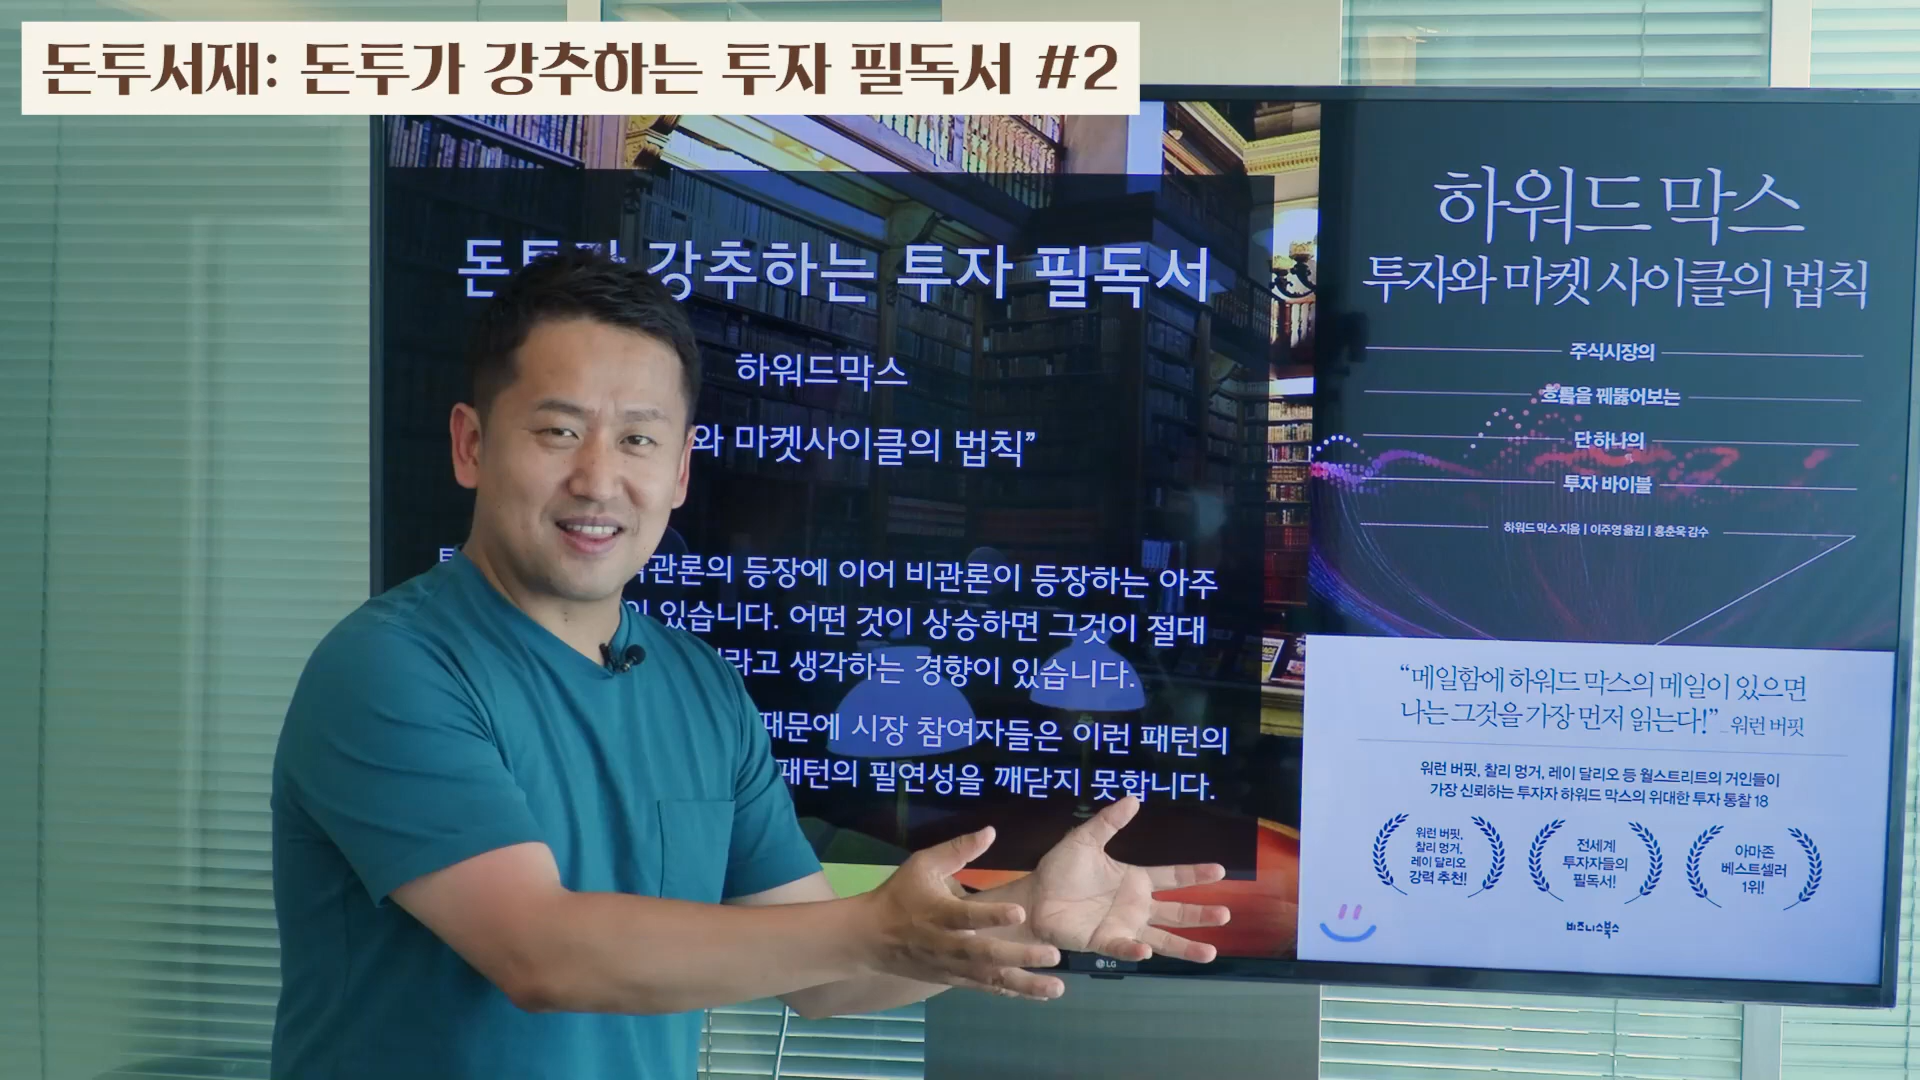 돈투서재: 돈투가 강추하는 투자 필독서 #2
강추하는 투자 필독서
하워드막스
와 마켓사이클의 법칙”
등장에 이어 비관론이 등장하는 아주
있습니다. 어떤 것이 상승하면 그것이 절대
생각하는 경향이 있습니다.
때문에 시장 참여자들은 이런 패턴의
패턴의 필연성을 깨닫지 못합니다.
하워드 막스
투자와 마켓 사이클의 법칙
주식시장의
흐름을 꿰뚫어보는
단 하나의
투자 바이블
하워드 막스 지음 | 이주영 옮김 | 홍춘욱 감수
“메일함에 하워드 막스의 메일이 있으면
나는 그것을 가장 먼저 읽는다!” _ 워런 버핏
워런 버핏, 찰리 멍거, 레이 달리오 등 월스트리트의 거인들이
가장 신뢰하는 투자자 하워드 막스의 위대한 투자 통찰 18
워런 버핏,
찰리 멍거,
레이 달리오
강력 추천!
전세계
투자자들의
필독서!
아마존
베스트셀러
1위!
비즈니스북스
LG